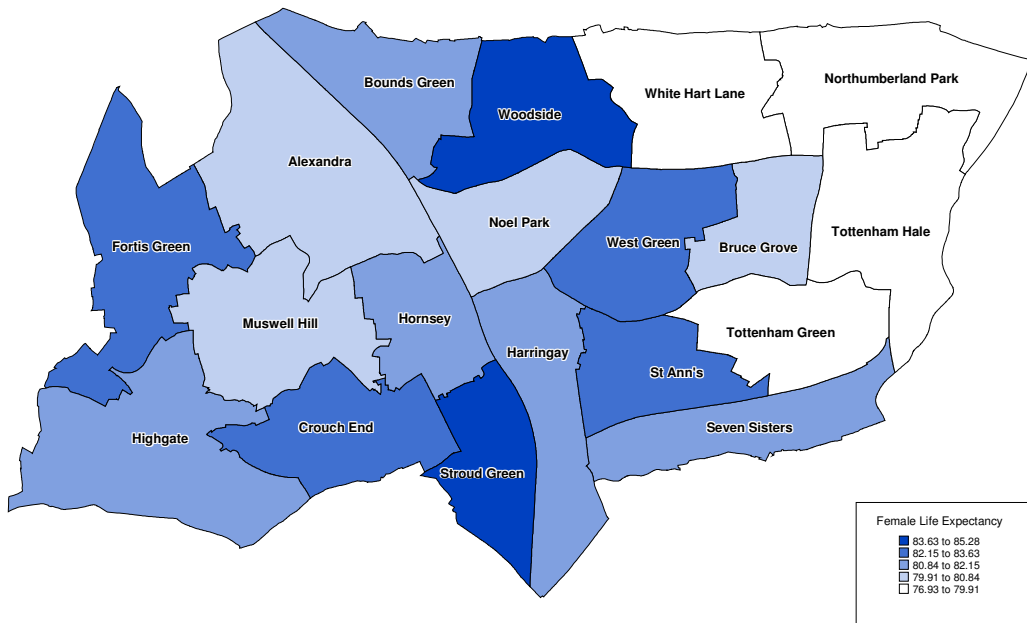 Bounds Green
Woodside
White Hart Lane
Northumberland Park
Alexandra
Noel Park
West Green
Bruce Grove
Tottenham Hale
Fortis Green
Muswell Hill
Hornsey
Harringay
Tottenham Green
St Ann's
Highgate
Crouch End
Stroud Green
Seven Sisters
Female Life Expectancy
83.63 to 85.28
82.15 to 83.63
80.84 to 82.15
79.91 to 80.84
76.93 to 79.91